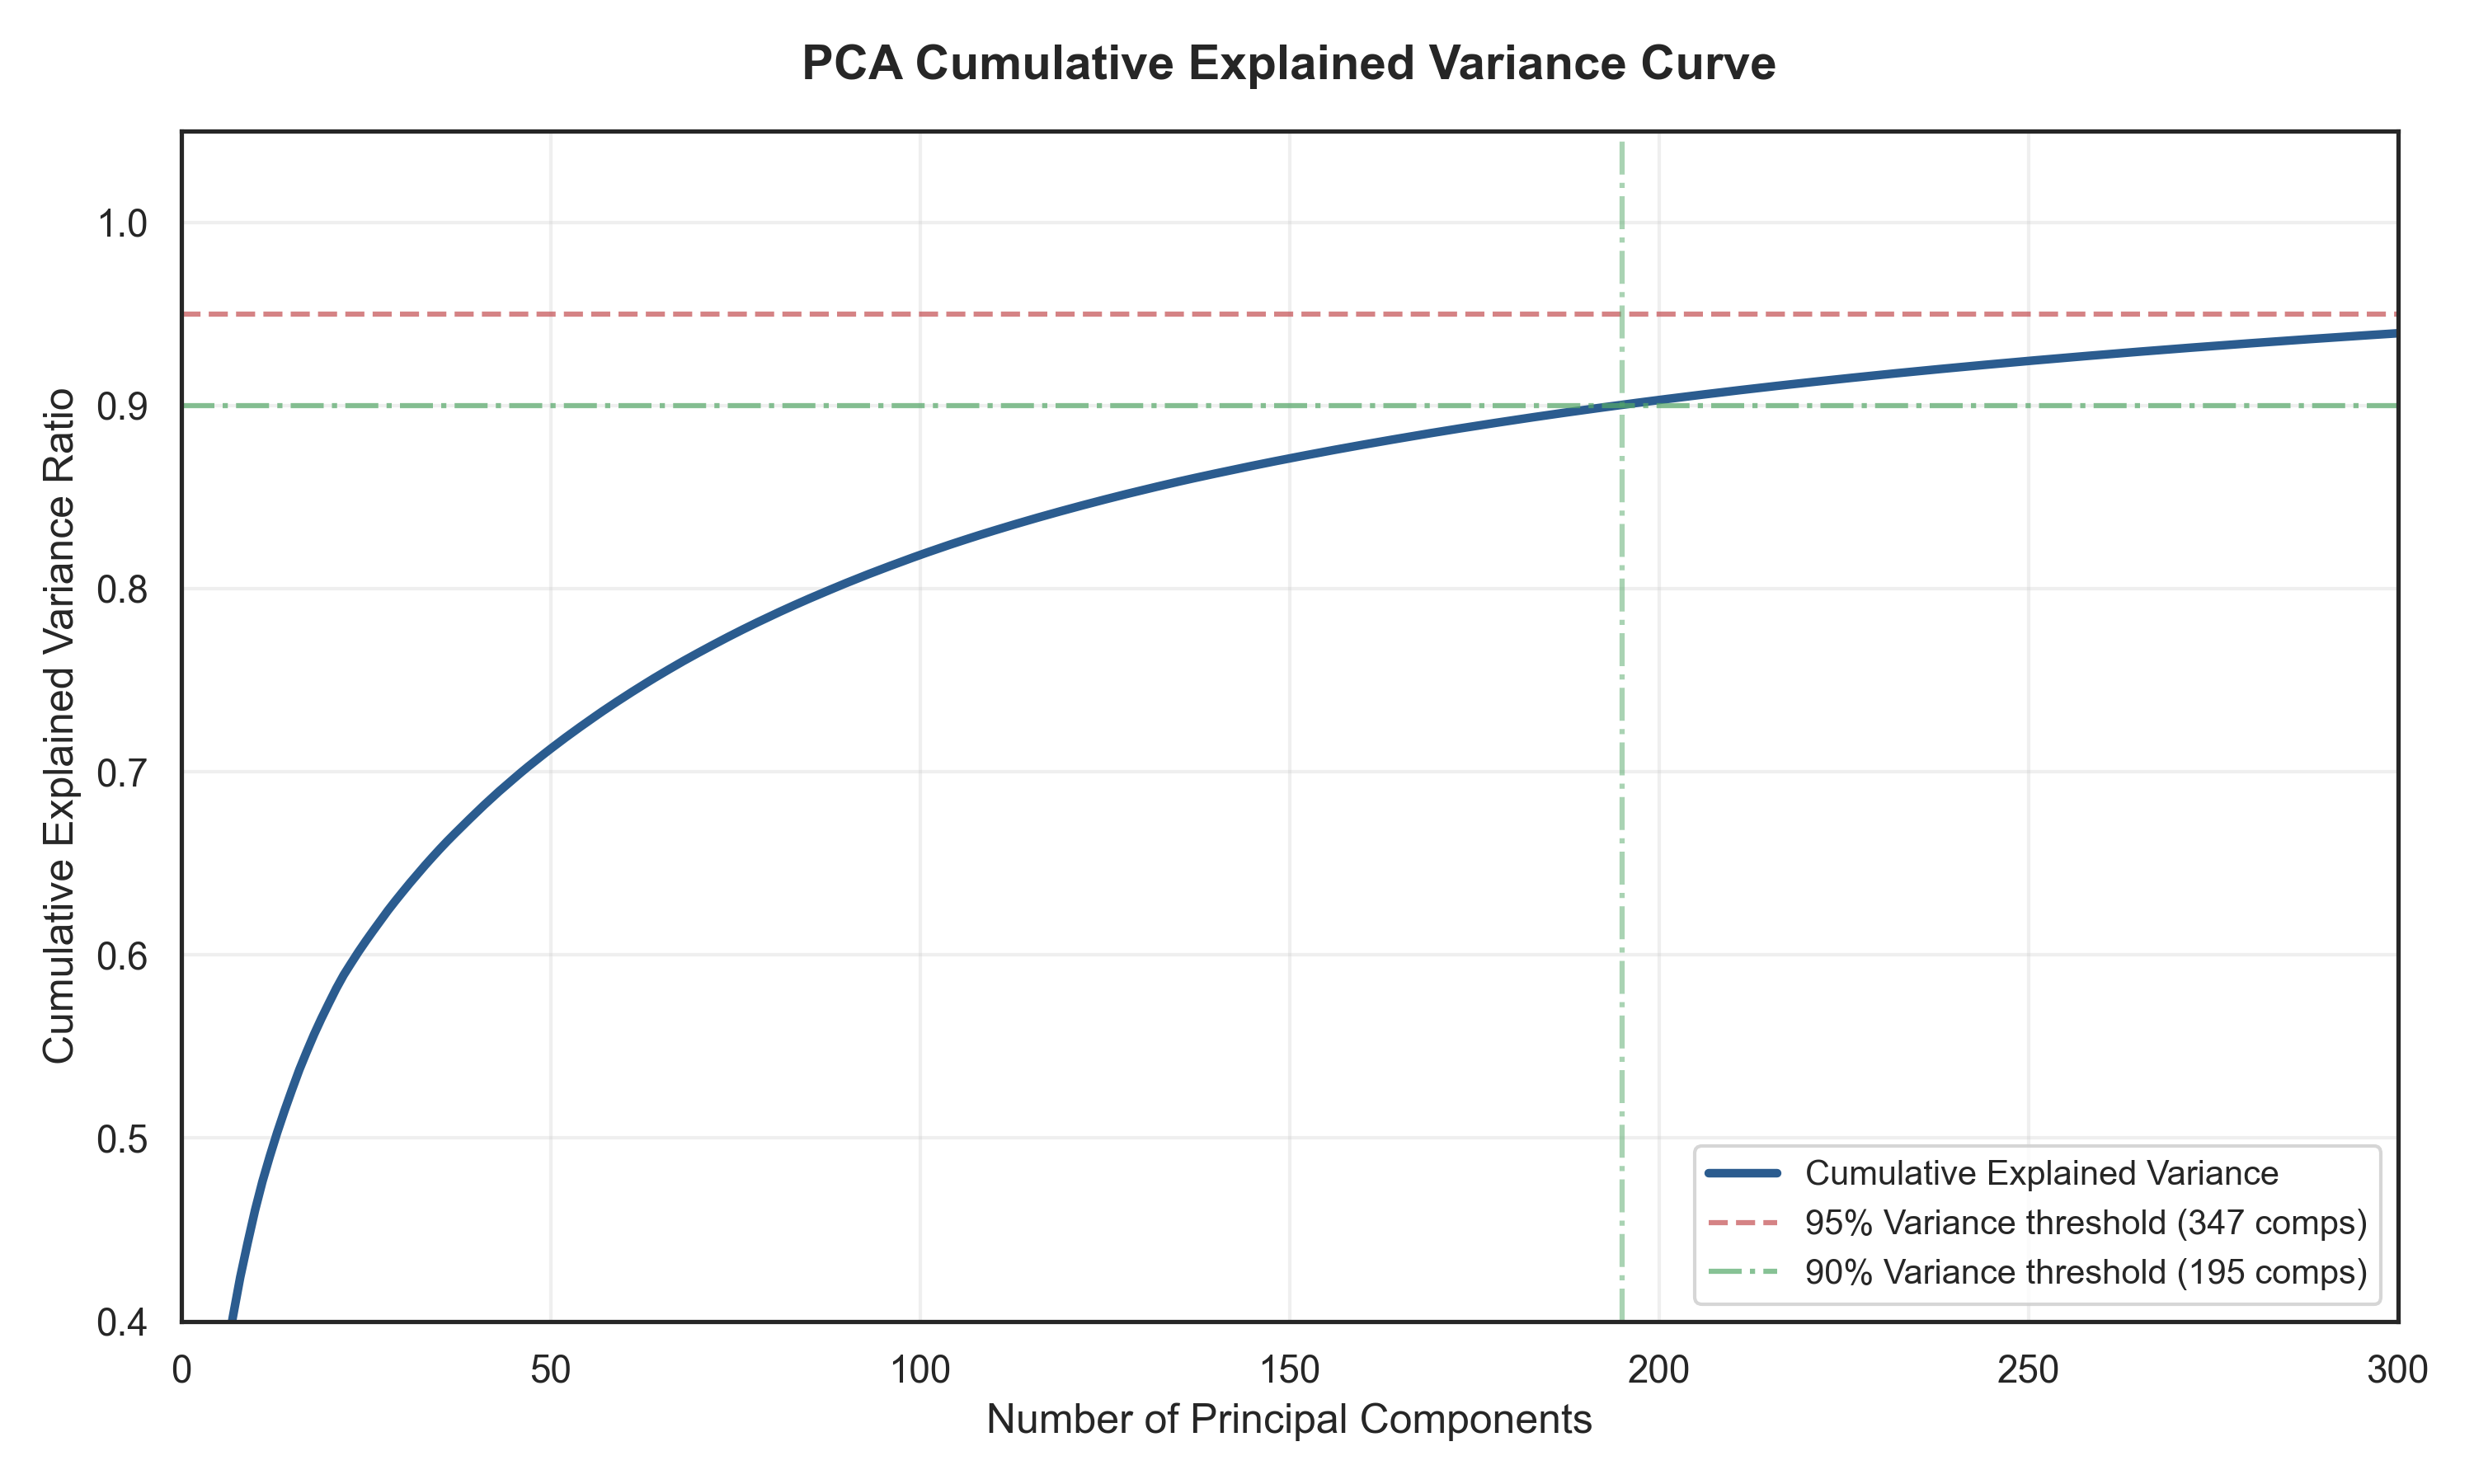 PCA Cumulative Explained Variance Curve
Cumulative Explained Variance Ratio
1.0
0.9
0.8
0.7
0.6
0.5
0.4
0 50 100 150 200 250 300
Number of Principal Components
Cumulative Explained Variance
95% Variance threshold (347 comps)
90% Variance threshold (195 comps)